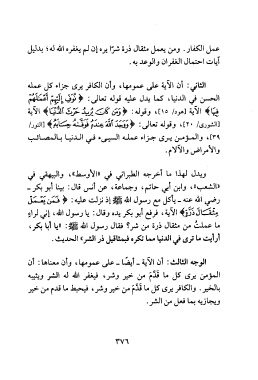 عمل الكفار. ومن يعمل مثقال ذرة شرًا يره إن لم يغفره الله له؛ بدليل
آيات احتمال الغفران والوعد به.
الثاني: أن الآية على عمومها، وأن الكافر يرى جزاء كل عمله
الحسن في الدنيا، كما يدل عليه قوله تعالى: ﴿نُوَفِّ إِلَيْهِمْ أَعْمَالَهُمْ
فِيهَا﴾ الآية [هود/ ١٥]، وقوله: ﴿وَمَن كَانَ يُرِيدُ حَرْثَ الدُّنْيَا﴾ الآية
[الشورى/ ٢٠]، وقوله تعالى: ﴿وَوَجَدَ اللَّهَ عِندَهُ فَوَفَّاهُ حِسَابَهُ﴾ [النور/
٣٩]، والمؤمن يرى جزاء عمله السيىء في الدنيا بالمصائب
والأمراض والآلام.
ويدل لهذا ما أخرجه الطبراني في «الأوسط»، والبيهقي في
«الشعب»، وابن أبي حاتم، وجماعة، عن أنس قال: بينا أبو بكر ـ
رضي الله عنه ـ يأكل مع رسول الله ﷺ إذ نزلت عليه: ﴿فَمَن يَعْمَلْ
مِثْقَالَ ذَرَّةٍ﴾ الآية، فرفع أبو بكر يده وقال: يا رسول الله، إني لراءٍ
ما عملتُ من مثقال ذرة من شر؟ فقال رسول الله ﷺ: «يا أبا بكر،
أرأيت ما ترى في الدنيا مما تكره فبمثاقيل ذر الشر» الحديث.
الوجه الثالث: أن الآية ـ أيضًا ـ على عمومها، وأن معناها: أن
المؤمن يرى كل ما قدَّم من خير وشر، فيغفر الله له الشر ويثيبه
بالخير. والكافر يرى كل ما قدَّم من خير وشر، فيحبط ما قدم من خير
ويجازيه بما فعل من الشر.
٣٧٦